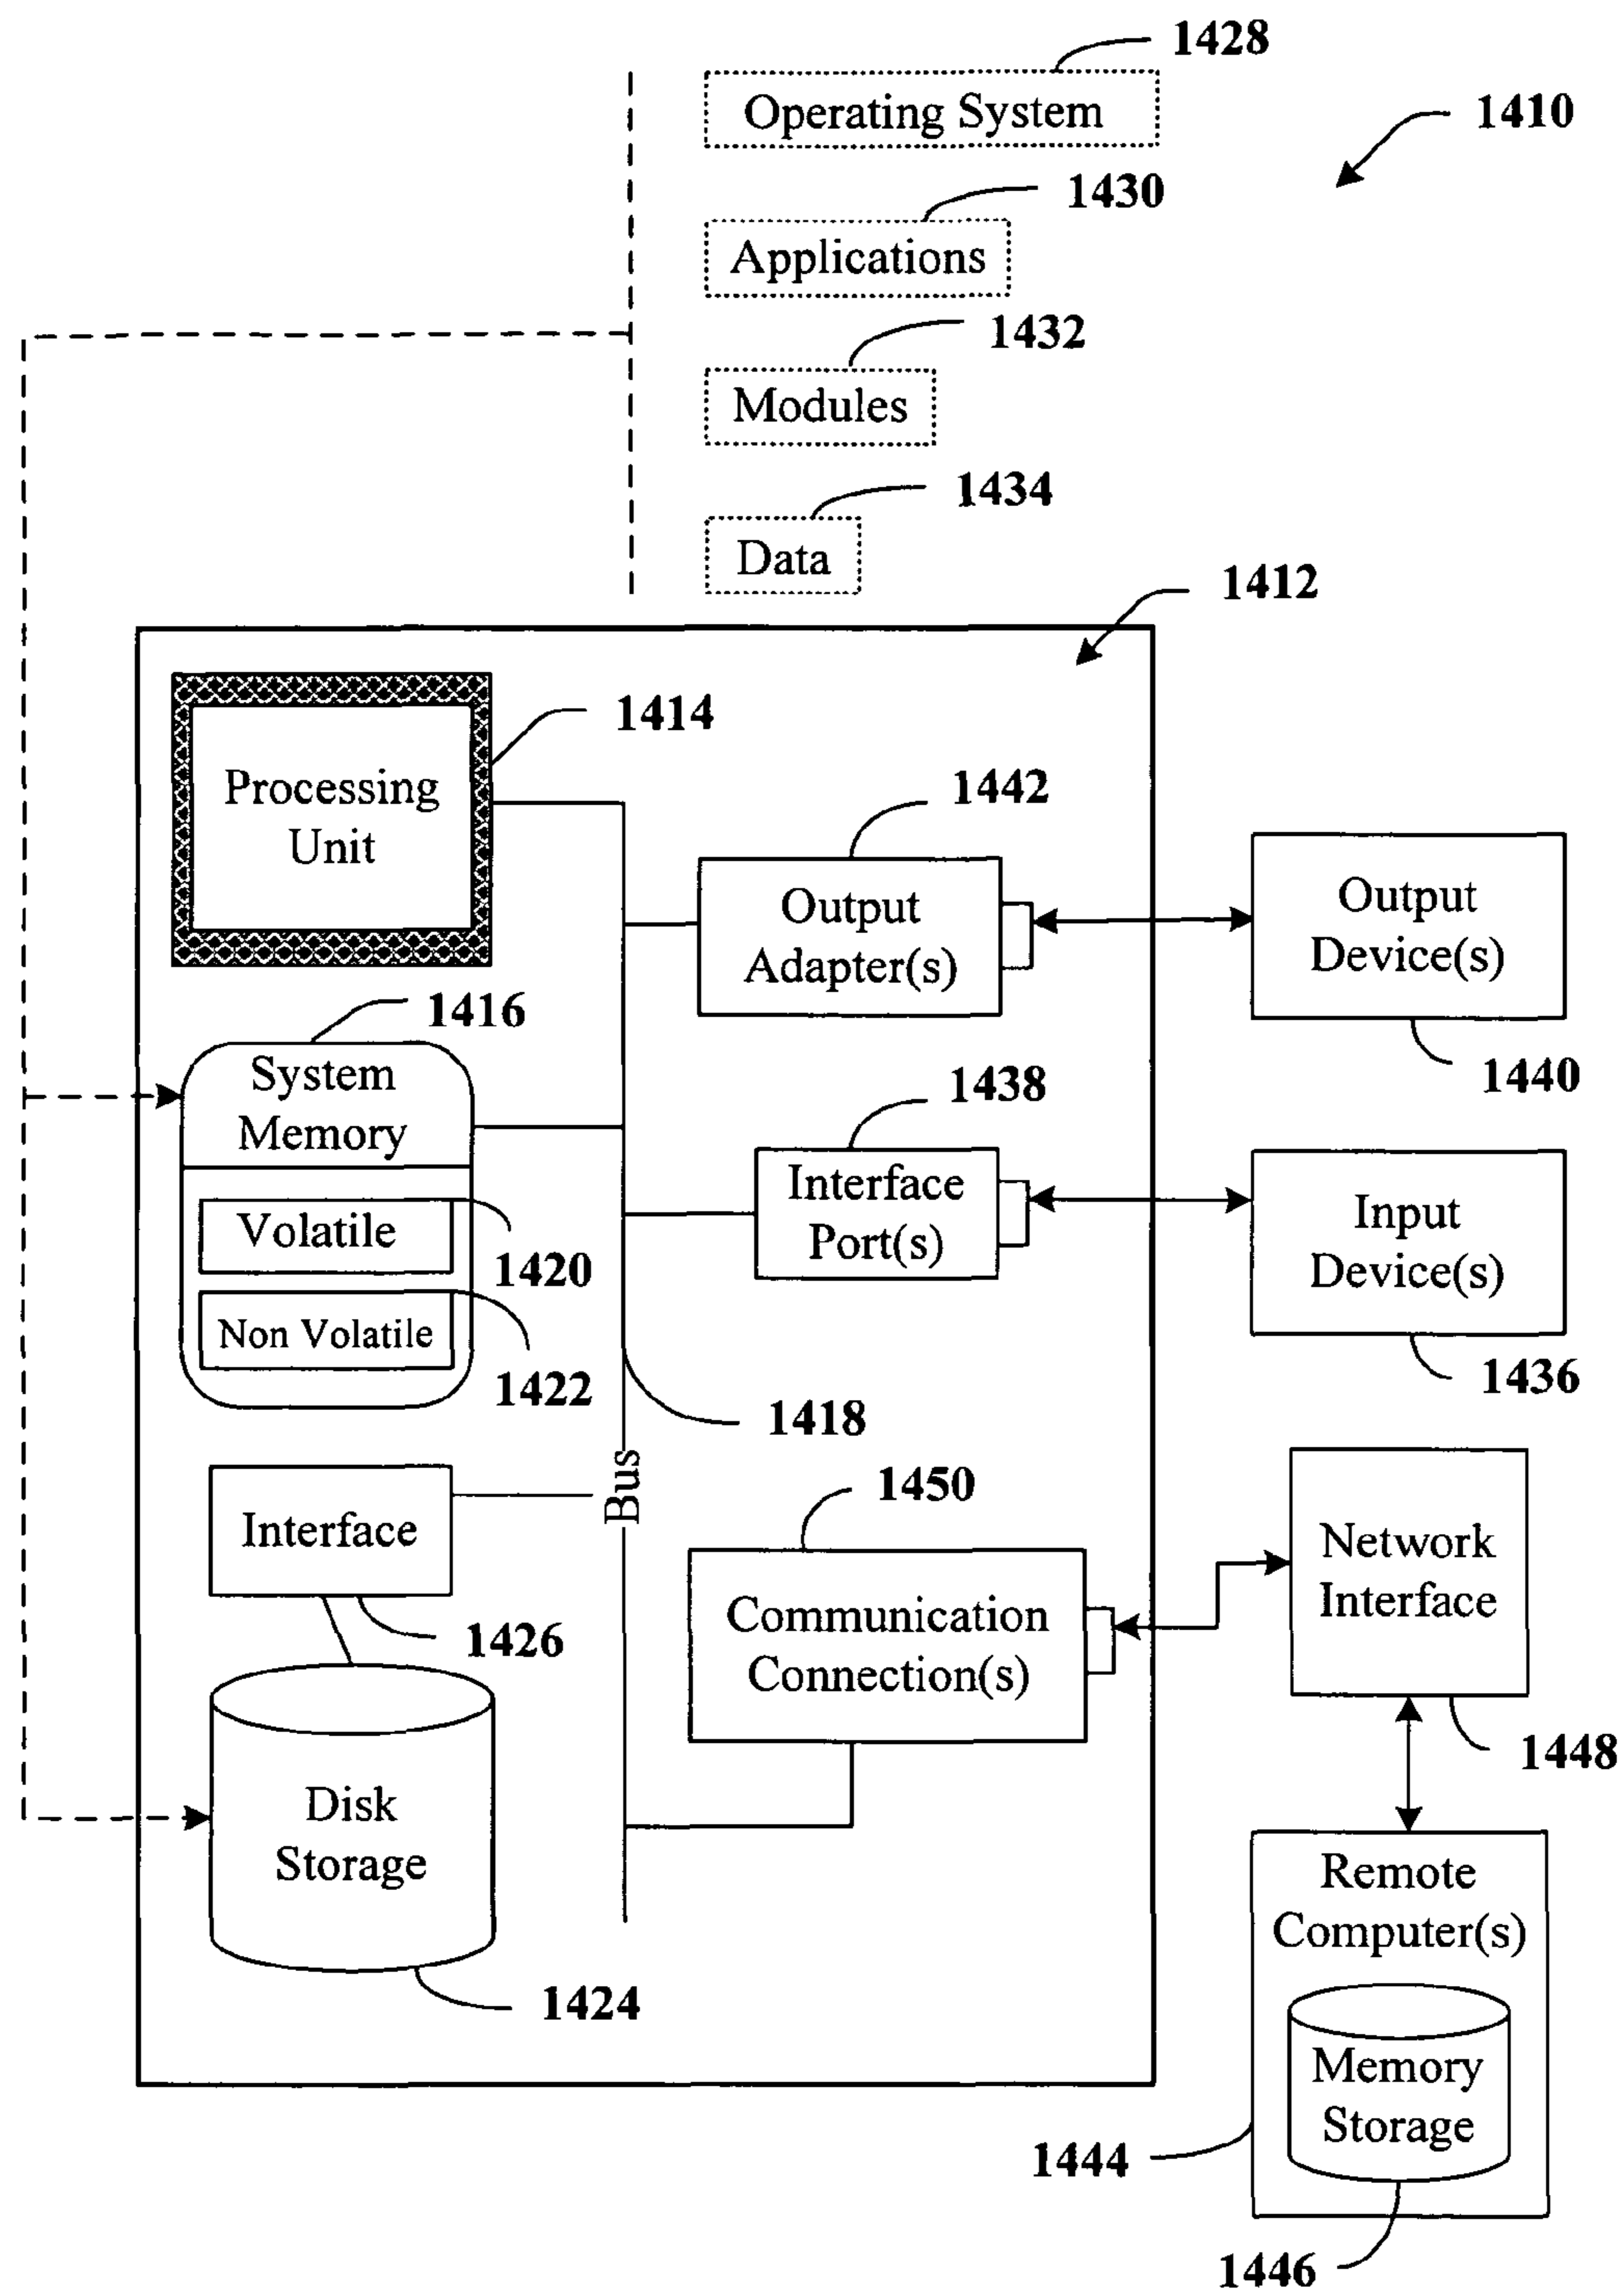 1428
Operating System
1410
1430
Applications
1432
Modules
1434
Data
1412
1414
Processing
Unit
1442
Output
Adapter(s)
Output
Device(s)
1440
1416
System
Memory
1438
Interface
Port(s)
Input
Device(s)
1436
Volatile
1420
Non Volatile
1422
1418
Bus
Interface
1426
1450
Communication
Connection(s)
Network
Interface
1448
Disk
Storage
1424
Remote
Computer(s)
Memory
Storage
1444
1446